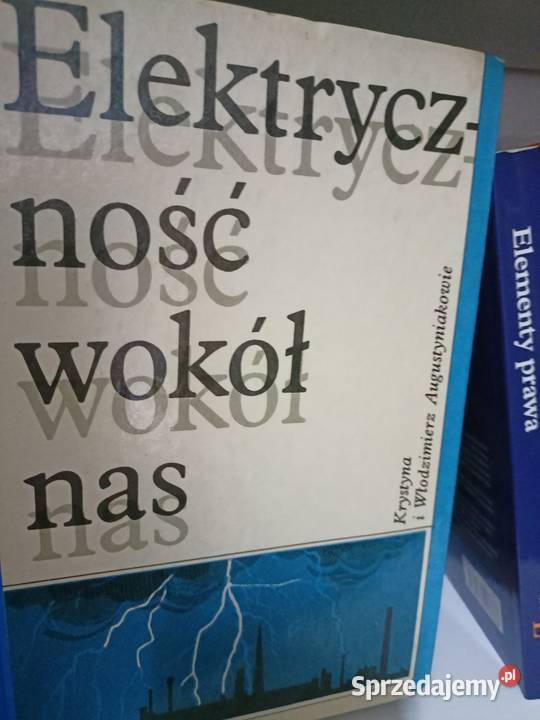 Elektrycz-
ność
wokół
nas
Krystyna
i Włodzimierz Augustyniakowie
Elementy prawa
Sprzedajemy.pl